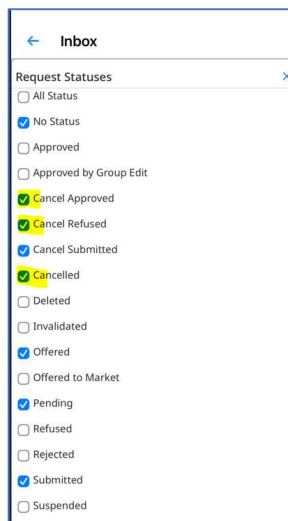 Inbox
Request Statuses
All Status
No Status
Approved
Approved by Group Edit
Cancel Approved
Cancel Refused
Cancel Submitted
Cancelled
Deleted
Invalidated
Offered
Offered to Market
Pending
Refused
Rejected
Submitted
Suspended